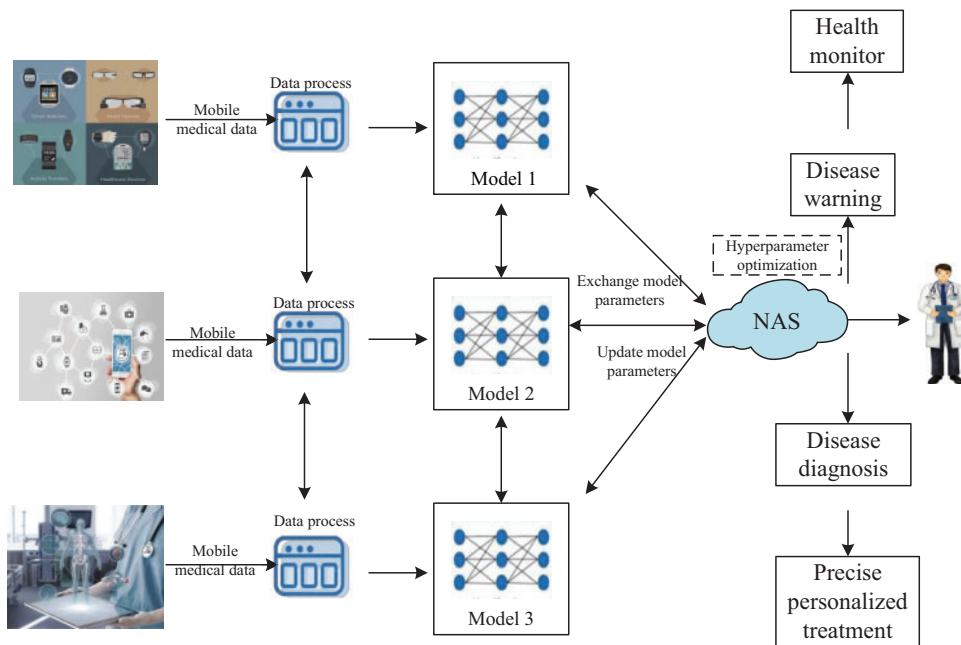 Health
monitor
Data process
Mobile
medical data
Model 1
Disease
warning
Hyperparameter
optimization
Exchange model
parameters
Data process
Mobile
medical data
NAS
Update model
parameters
Model 2
Disease
diagnosis
Data process
Mobile
medical data
Model 3
Precise
personalized
treatment